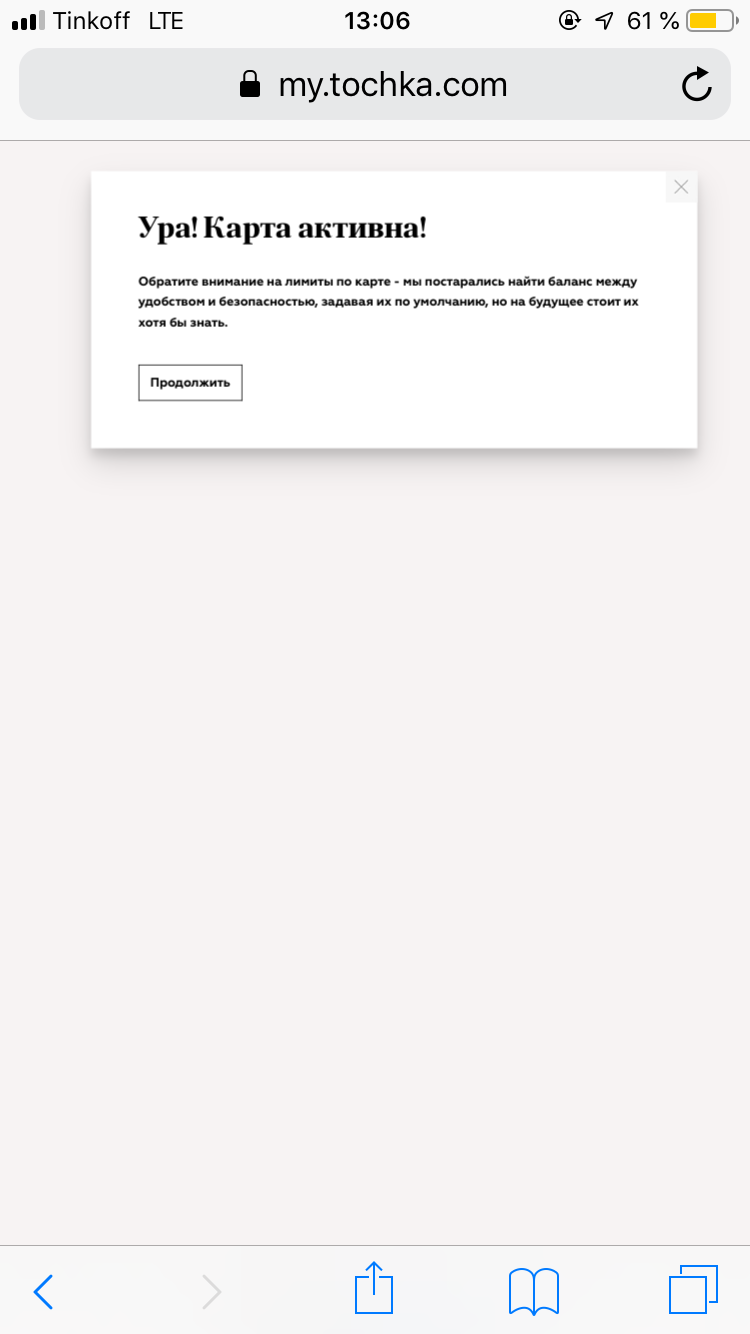 Tinkoff LTE 13:06 61 %
my.tochka.com
Ура! Карта активна!
Обратите внимание на лимиты по карте - мы постарались найти баланс между
удобством и безопасностью, задавая их по умолчанию, но на будущее стоит их
хотя бы знать.
Продолжить